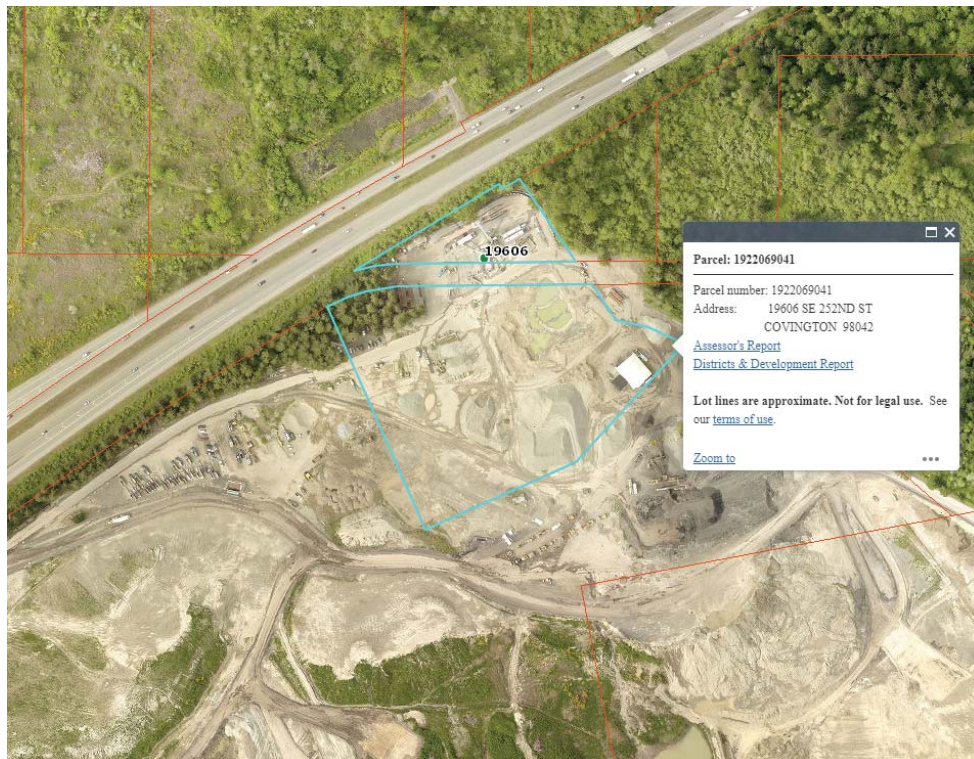 19606
Parcel: 1922069041
Parcel number: 1922069041
Address: 19606 SE 252ND ST
COVINGTON 98042
Assessor's Report
Districts & Development Report
Lot lines are approximate. Not for legal use. See
our terms of use.
Zoom to